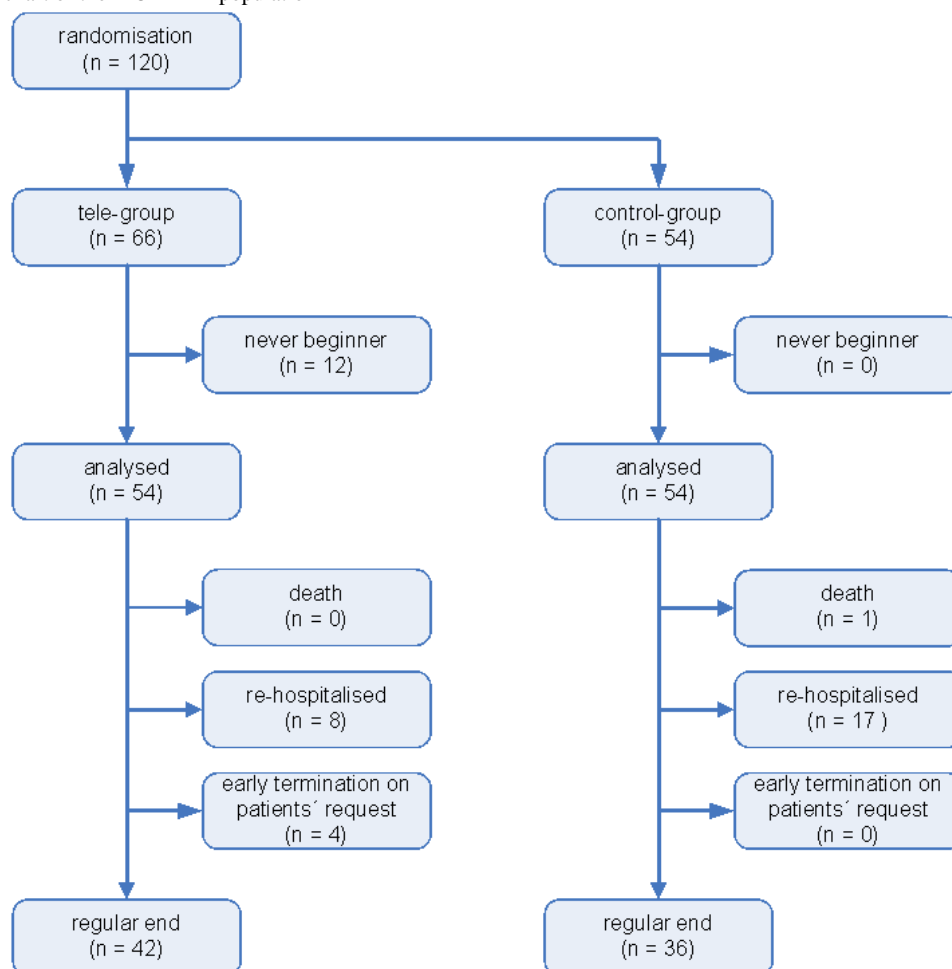 randomisation
(n = 120)
tele-group
(n = 66)
control-group
(n = 54)
never beginner
(n = 12)
never beginner
(n = 0)
analysed
(n = 54)
analysed
(n = 54)
death
(n = 0)
death
(n = 1)
re-hospitalised
(n = 8)
re-hospitalised
(n = 17 )
early termination on
patients´ request
(n = 4)
early termination on
patients´ request
(n = 0)
regular end
(n = 42)
regular end
(n = 36)